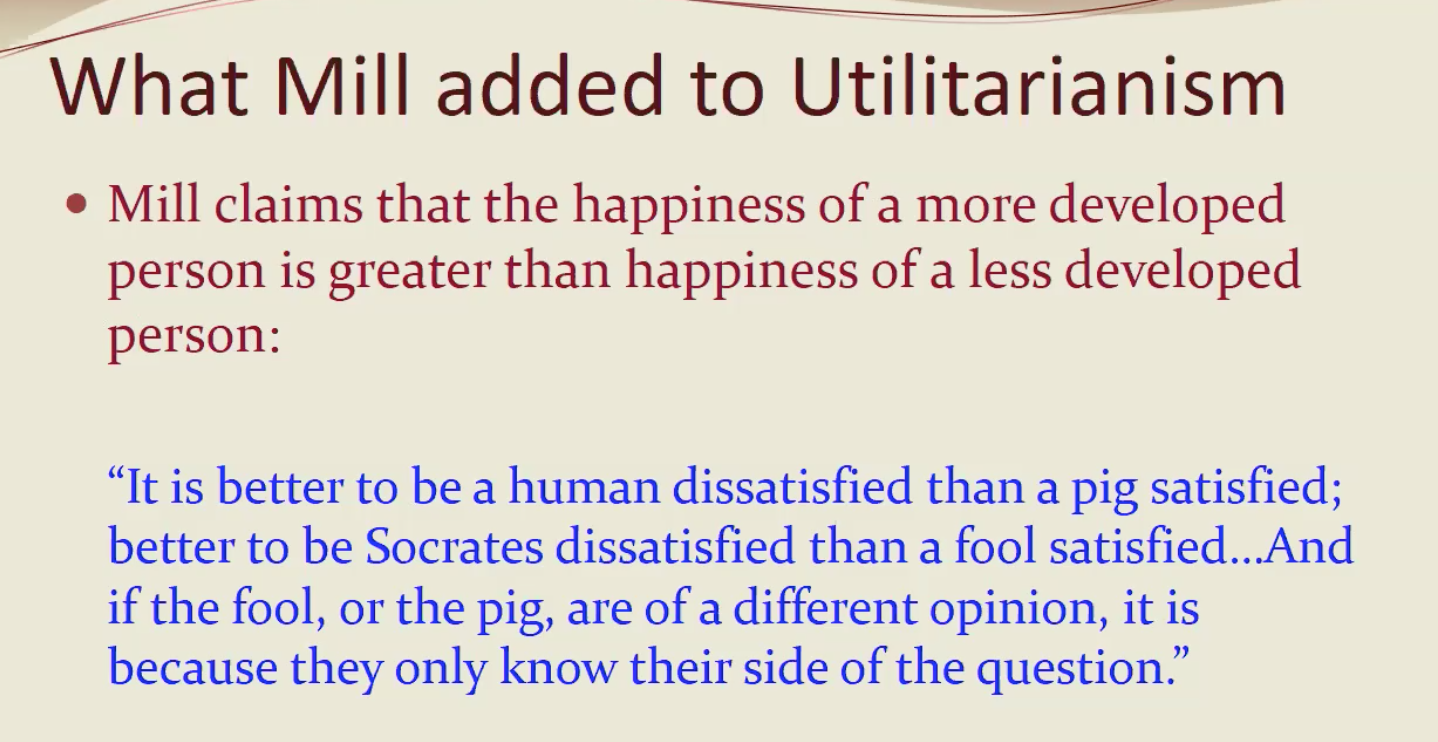 What Mill added to Utilitarianism
• Mill claims that the happiness of a more developed
person is greater than happiness of a less developed
person:
“It is better to be a human dissatisfied than a pig satisfied;
better to be Socrates dissatisfied than a fool satisfied...And
if the fool, or the pig, are of a different opinion, it is
because they only know their side of the question.”